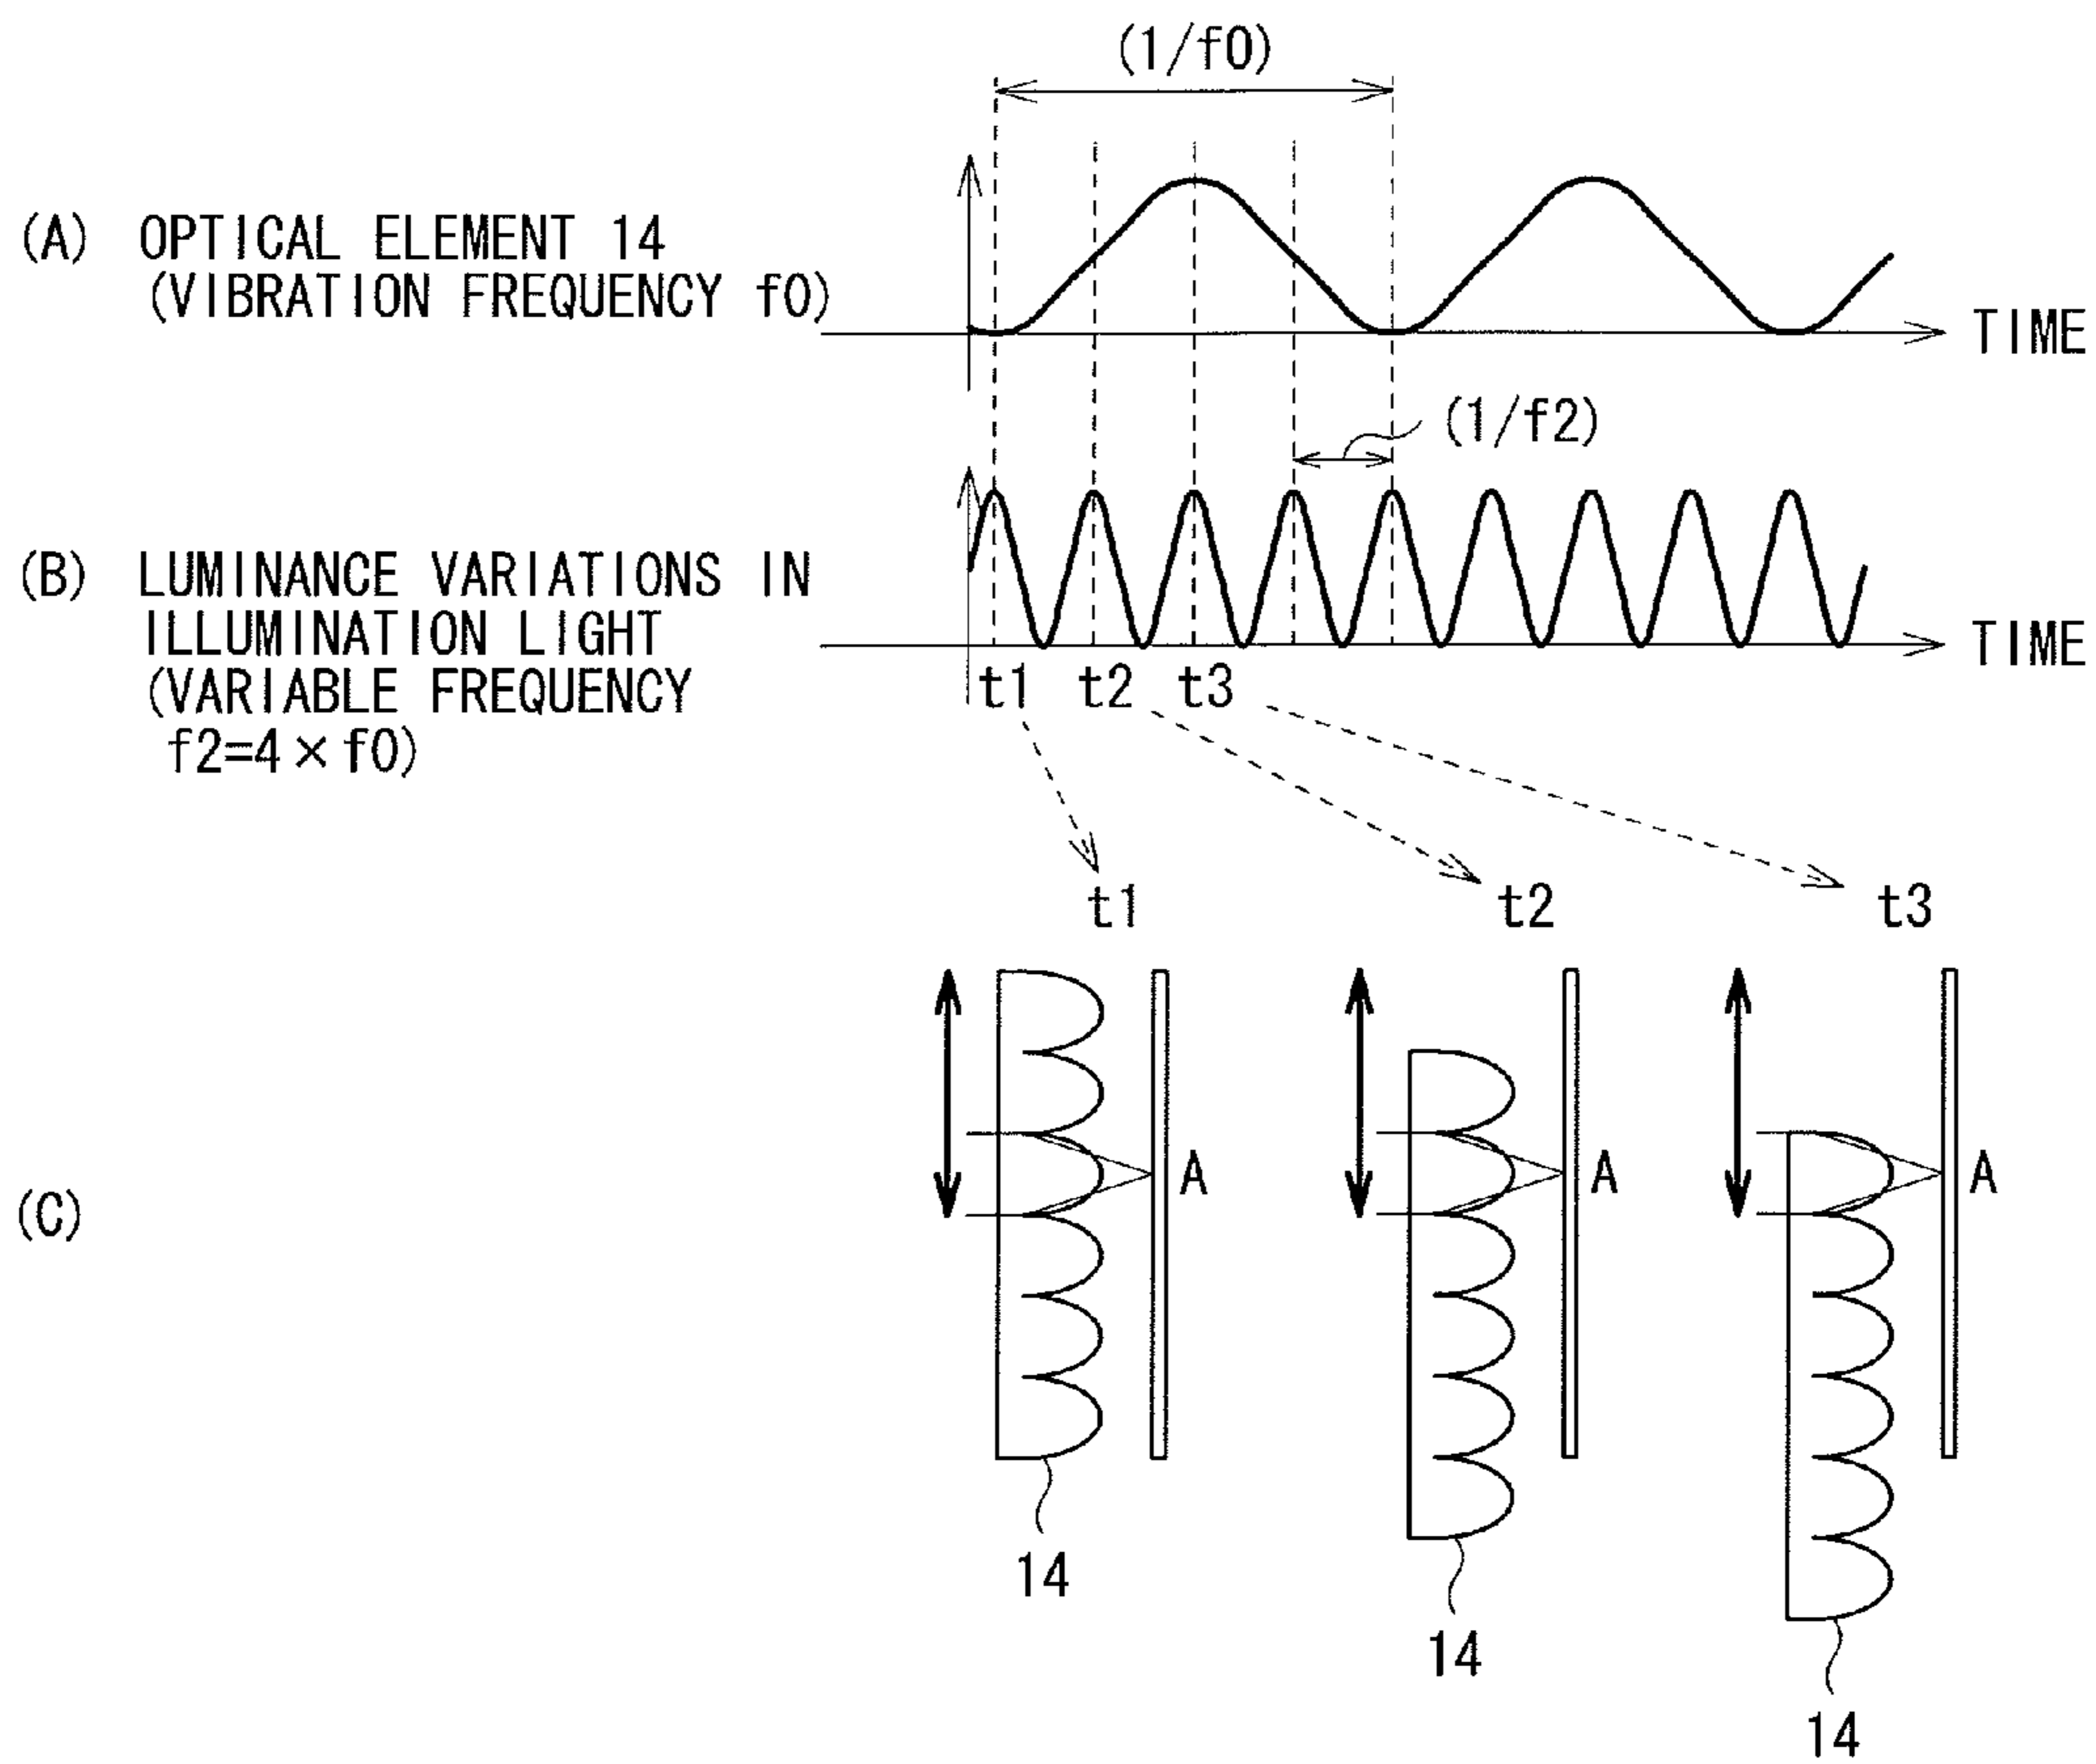 (1/f0)
(A) OPTICAL ELEMENT 14
(VIBRATION FREQUENCY f0)
TIME
(1/f2)
(B) LUMINANCE VARIATIONS IN
ILLUMINATION LIGHT
(VARIABLE FREQUENCY
f2=4×f0)
TIME
t1 t2 t3
t1 t2 t3
(C)
A A A
14
14
14